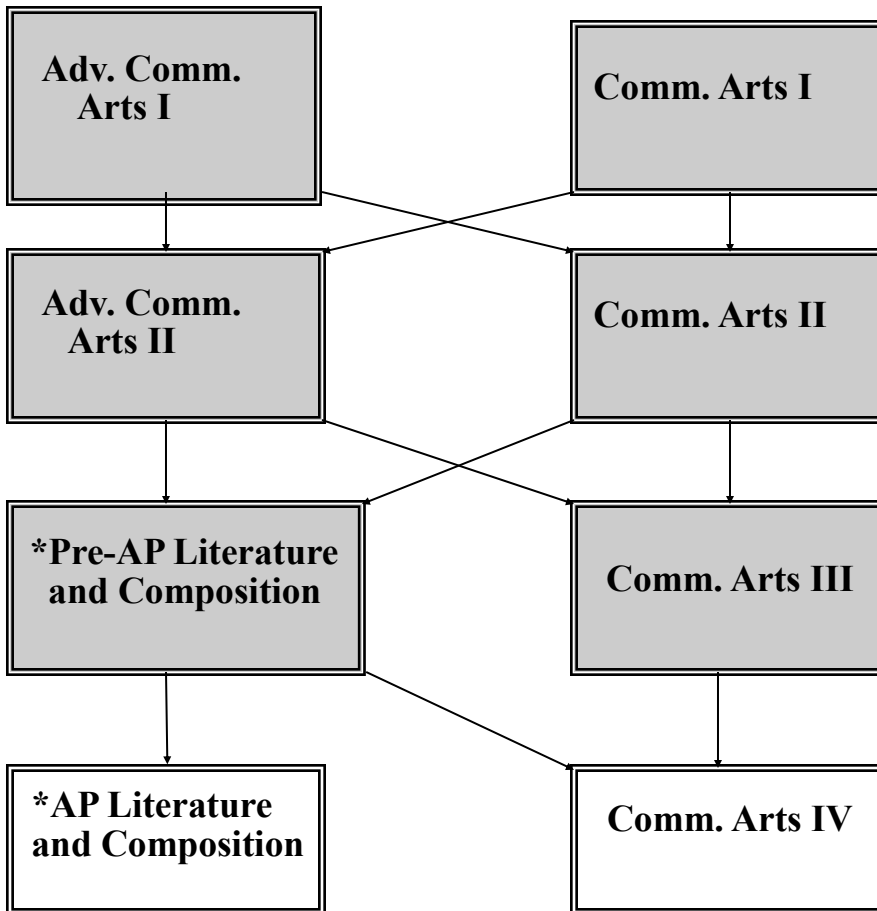 Adv. Comm.
Arts I
Comm. Arts I
Adv. Comm.
Arts II
Comm. Arts II
*Pre-AP Literature
and Composition
Comm. Arts III
*AP Literature
and Composition
Comm. Arts IV